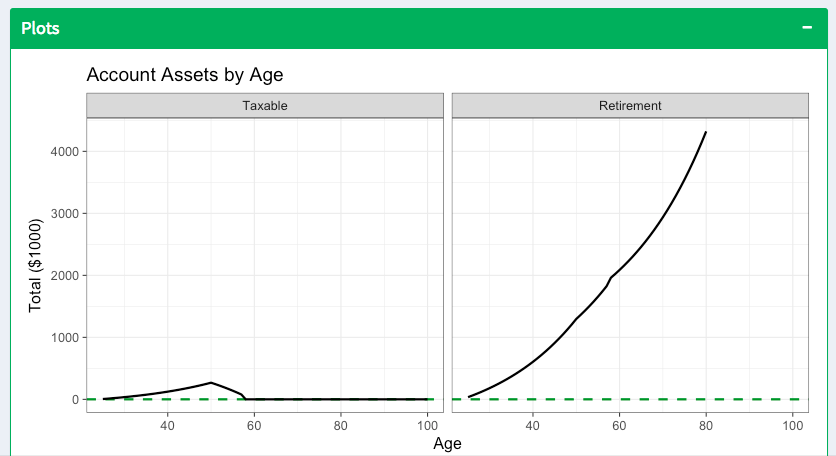 Plots
−
Account Assets by Age
Taxable Retirement
4000
3000
2000
1000
0
Total ($1000)
40 60 80 100 40 60 80 100
Age